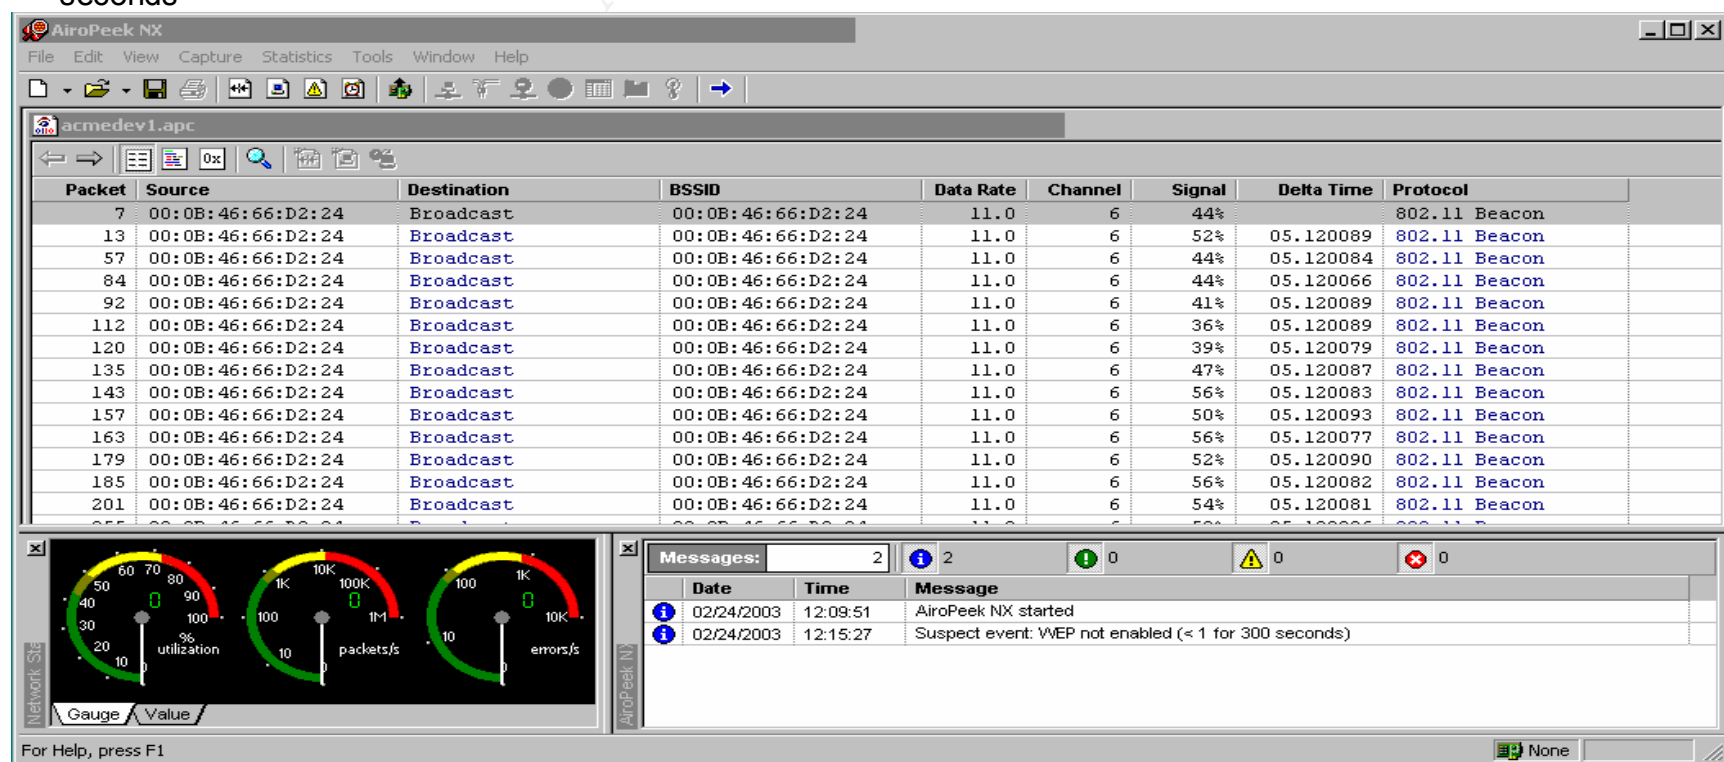 seconds
AiroPeek NX
File Edit View Capture Statistics Tools Window Help
acmedev1.apc
0x
Packet Source Destination BSSID Data Rate Channel Signal Delta Time Protocol
7 00:0B:46:66:D2:24 Broadcast 00:0B:46:66:D2:24 11.0 6 44% 802.11 Beacon
13 00:0B:46:66:D2:24 Broadcast 00:0B:46:66:D2:24 11.0 6 52% 05.120089 802.11 Beacon
57 00:0B:46:66:D2:24 Broadcast 00:0B:46:66:D2:24 11.0 6 44% 05.120084 802.11 Beacon
84 00:0B:46:66:D2:24 Broadcast 00:0B:46:66:D2:24 11.0 6 44% 05.120066 802.11 Beacon
92 00:0B:46:66:D2:24 Broadcast 00:0B:46:66:D2:24 11.0 6 41% 05.120089 802.11 Beacon
112 00:0B:46:66:D2:24 Broadcast 00:0B:46:66:D2:24 11.0 6 36% 05.120089 802.11 Beacon
120 00:0B:46:66:D2:24 Broadcast 00:0B:46:66:D2:24 11.0 6 39% 05.120079 802.11 Beacon
135 00:0B:46:66:D2:24 Broadcast 00:0B:46:66:D2:24 11.0 6 47% 05.120087 802.11 Beacon
143 00:0B:46:66:D2:24 Broadcast 00:0B:46:66:D2:24 11.0 6 56% 05.120083 802.11 Beacon
157 00:0B:46:66:D2:24 Broadcast 00:0B:46:66:D2:24 11.0 6 50% 05.120093 802.11 Beacon
163 00:0B:46:66:D2:24 Broadcast 00:0B:46:66:D2:24 11.0 6 56% 05.120077 802.11 Beacon
179 00:0B:46:66:D2:24 Broadcast 00:0B:46:66:D2:24 11.0 6 52% 05.120090 802.11 Beacon
185 00:0B:46:66:D2:24 Broadcast 00:0B:46:66:D2:24 11.0 6 56% 05.120082 802.11 Beacon
201 00:0B:46:66:D2:24 Broadcast 00:0B:46:66:D2:24 11.0 6 54% 05.120081 802.11 Beacon
Network Sta
0 10 20 30 40 50 60 70 80 90 100
0
% utilization
0 10 100 1K 10K 100K 1M
0
packets/s
0 10 100 1K 10K
0
errors/s
Gauge Value
AiroPeek NX
Messages: 2 2 0 0 0
Date Time Message
02/24/2003 12:09:51 AiroPeek NX started
02/24/2003 12:15:27 Suspect event: WEP not enabled (< 1 for 300 seconds)
For Help, press F1
None